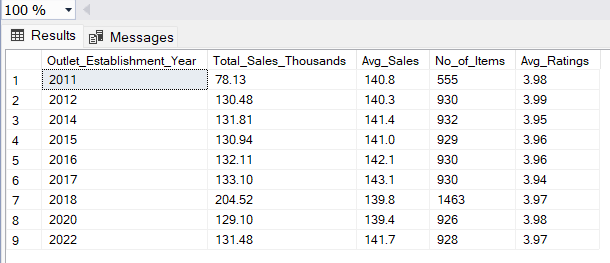 100 %
Results Messages
Outlet_Establishment_Year Total_Sales_Thousands Avg_Sales No_of_Items Avg_Ratings
1 2011 78.13 140.8 555 3.98
2 2012 130.48 140.3 930 3.99
3 2014 131.81 141.4 932 3.95
4 2015 130.94 141.0 929 3.96
5 2016 132.11 142.1 930 3.96
6 2017 133.10 143.1 930 3.94
7 2018 204.52 139.8 1463 3.97
8 2020 129.10 139.4 926 3.98
9 2022 131.48 141.7 928 3.97